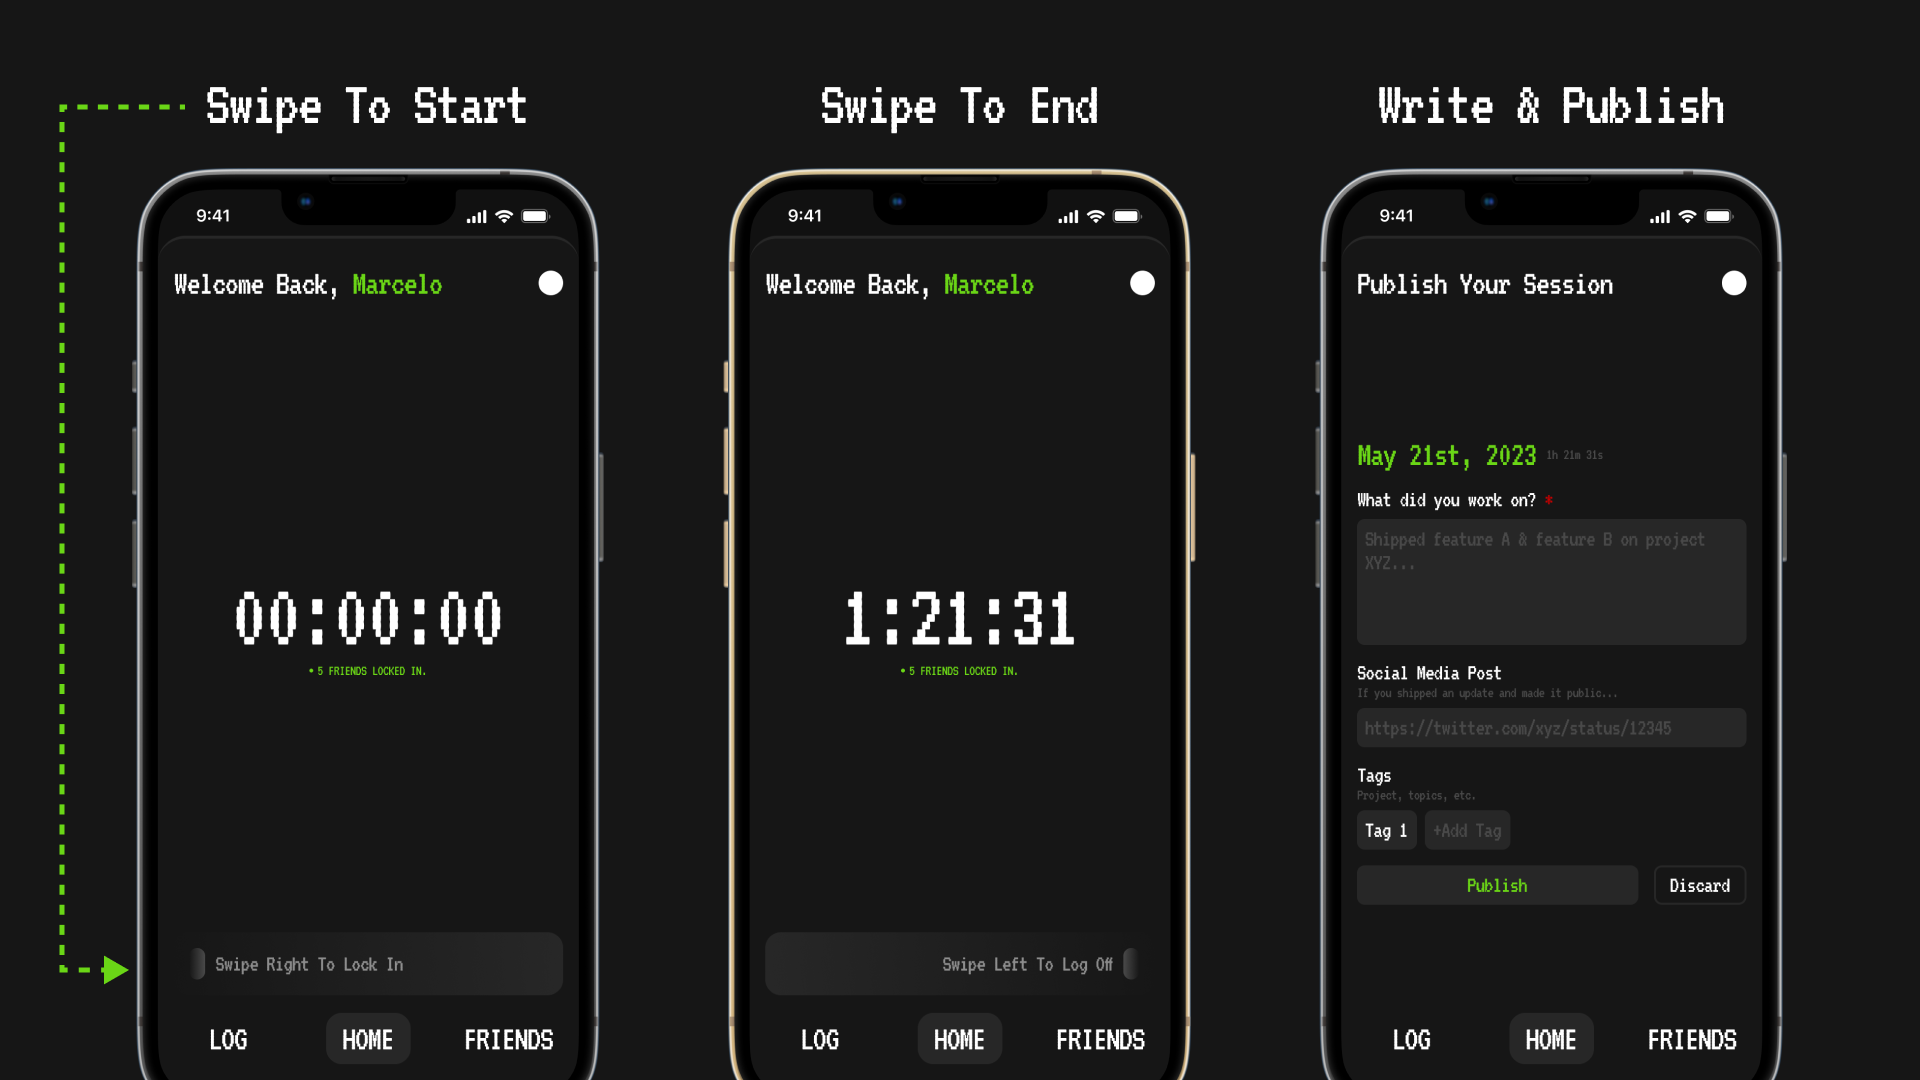 Swipe To Start
9:41
Welcome Back, Marcelo
00:00:00
• 5 FRIENDS LOCKED IN.
Swipe Right To Lock In
LOG HOME FRIENDS
Swipe To End
9:41
Welcome Back, Marcelo
1:21:31
• 5 FRIENDS LOCKED IN.
Swipe Left To Log Off
LOG HOME FRIENDS
Write & Publish
9:41
Publish Your Session
May 21st, 2023 1h 21m 31s
What did you work on? *
Shipped feature A & feature B on project
XYZ...
Social Media Post
If you shipped an update and made it public...
https://twitter.com/xyz/status/12345
Tags
Project, topics, etc.
Tag 1 +Add Tag
Publish Discard
LOG HOME FRIENDS